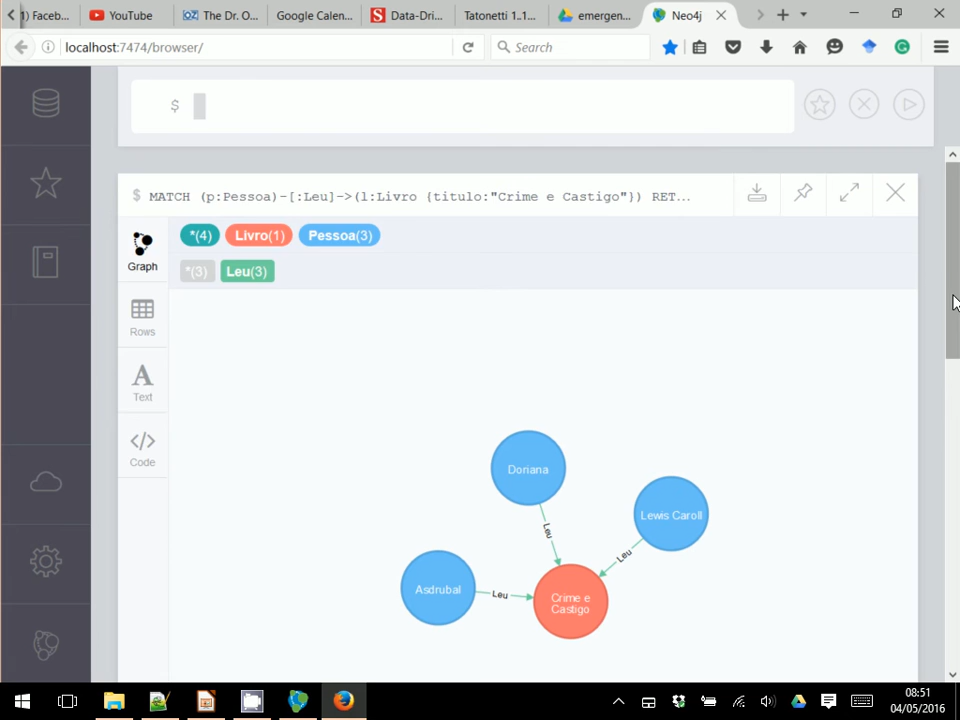 1) Faceb...
YouTube
The Dr. O...
Google Calen...
Data-Dri...
Tatonetti 1.1...
emergen...
Neo4j
localhost:7474/browser/
Search
$
$ MATCH (p:Pessoa)-[:Leu]->(l:Livro {titulo:"Crime e Castigo"}) RET...
*(4) Livro(1) Pessoa(3)
*(3) Leu(3)
Graph
Rows
A
Text
</>
Code
Doriana
Lewis Caroll
Leu
Leu
Asdrubal
Leu
Crime e
Castigo
08:51
04/05/2016